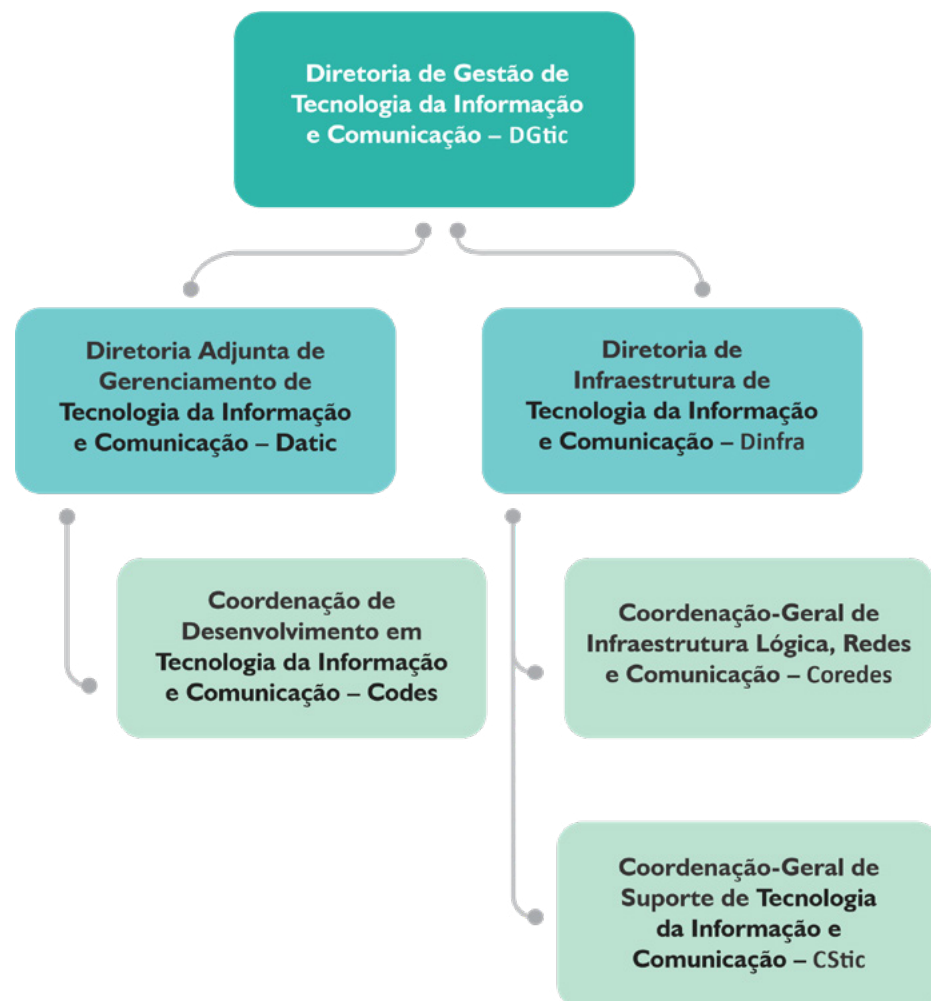 Diretoria de Gestão de
Tecnologia da Informação
e Comunicação – DGtic
Diretoria Adjunta de
Gerenciamento de
Tecnologia da Informação
e Comunicação – Datic
Diretoria de
Infraestrutura de
Tecnologia da Informação
e Comunicação – Dinfra
Coordenação de
Desenvolvimento em
Tecnologia da Informação
e Comunicação – Codes
Coordenação-Geral de
Infraestrutura Lógica, Redes
e Comunicação – Coredes
Coordenação-Geral de
Suporte de Tecnologia
da Informação e
Comunicação – CStic